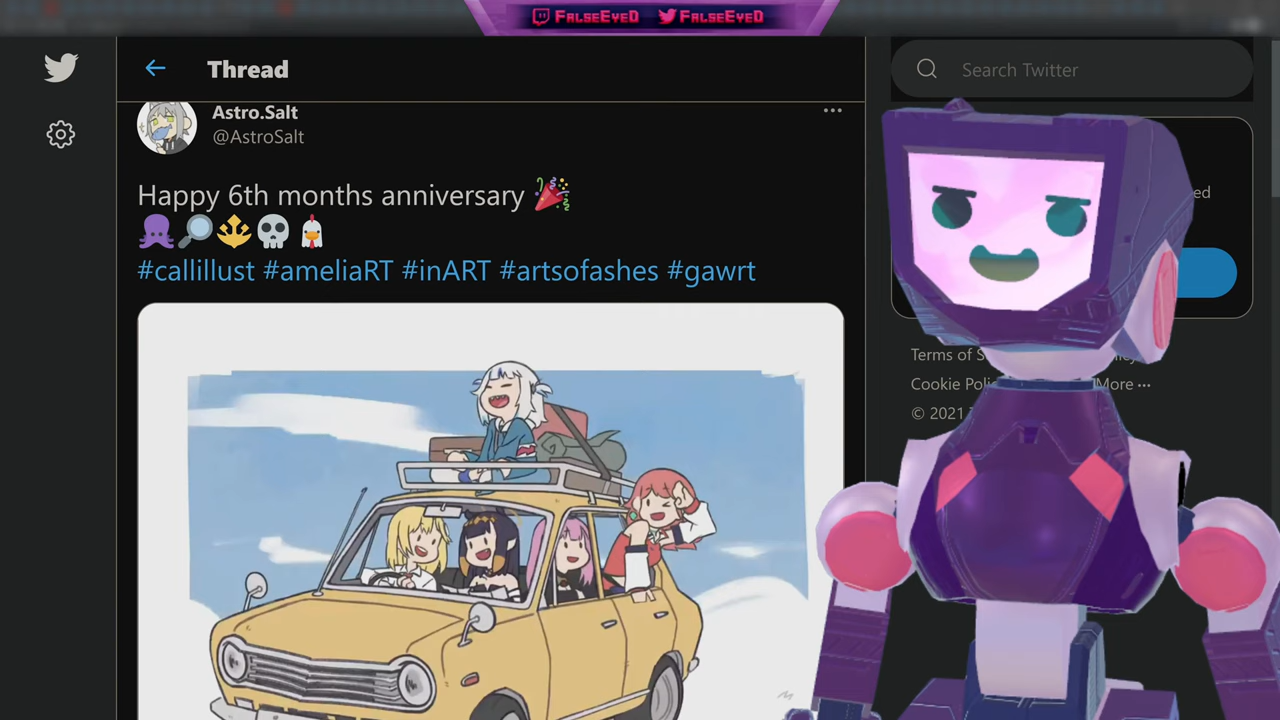 FalseEyeD FalseEyeD
Thread
Search Twitter
Astro.Salt
@AstroSalt
Happy 6th months anniversary 🎉
🐙🔎🔱💀🐔
#callillust #ameliaRT #inART #artsofashes #gawrt
ed
Terms of S
Cookie Poli More ···
© 2021